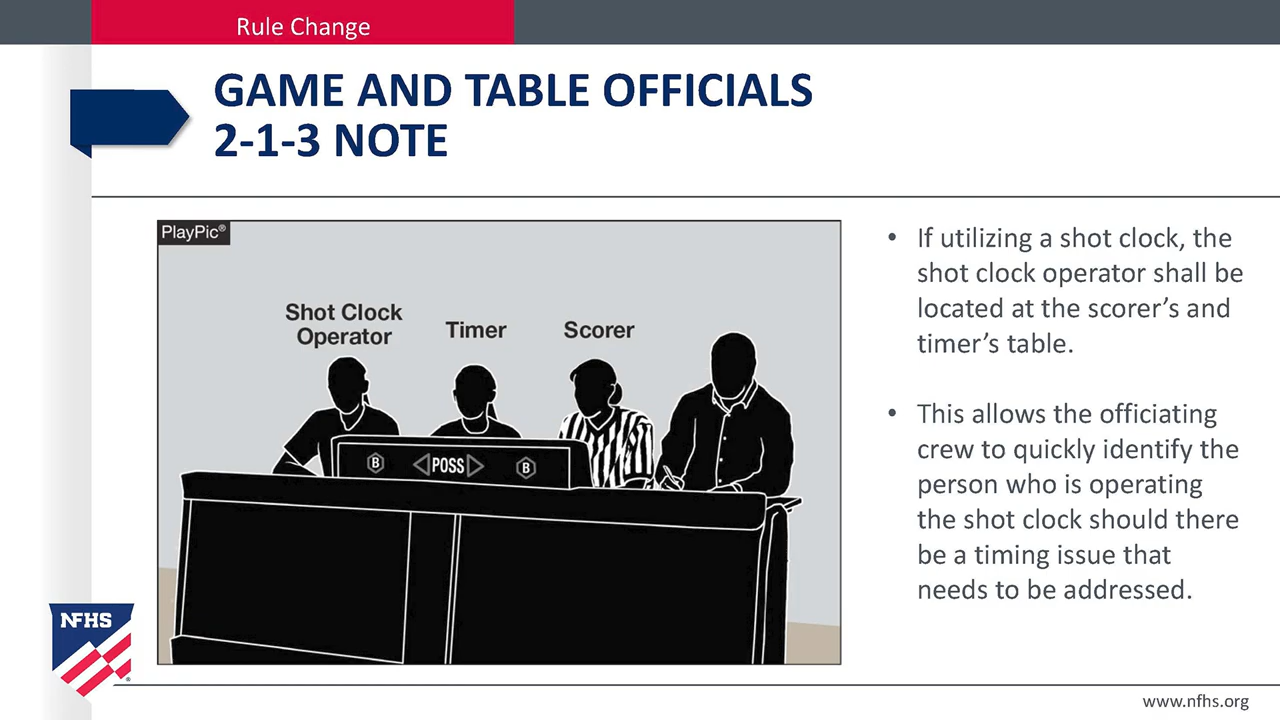 Rule Change
GAME AND TABLE OFFICIALS
2-1-3 NOTE
PlayPic®
Shot Clock
Operator
Timer
Scorer
B
POSS
B
• If utilizing a shot clock, the
shot clock operator shall be
located at the scorer’s and
timer’s table.
• This allows the officiating
crew to quickly identify the
person who is operating
the shot clock should there
be a timing issue that
needs to be addressed.
NFHS
®
www.nfhs.org